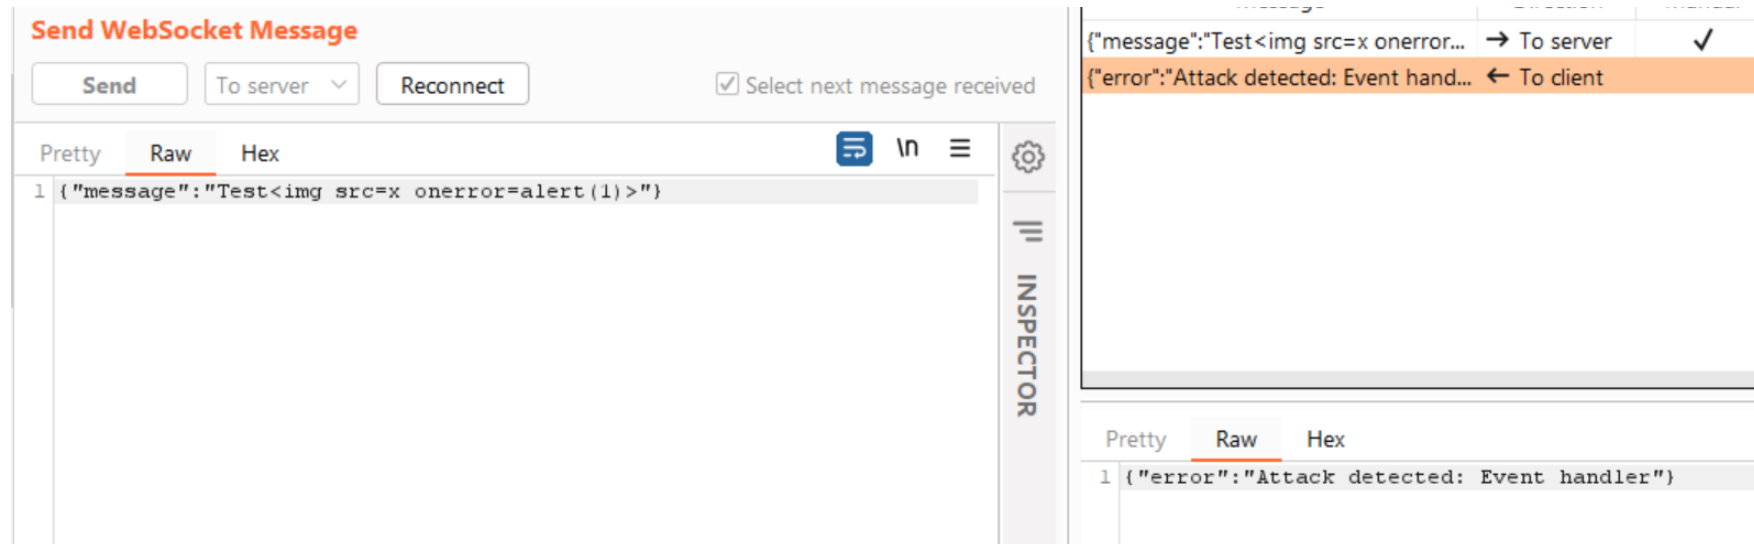 Send WebSocket Message
Send To server Reconnect Select next message received
Pretty Raw Hex \n
1 {"message":"Test<img src=x onerror=alert(1)>"}
INSPECTOR
{"message":"Test<img src=x onerror... → To server ✓
{"error":"Attack detected: Event hand... ← To client
Pretty Raw Hex
1 {"error":"Attack detected: Event handler"}